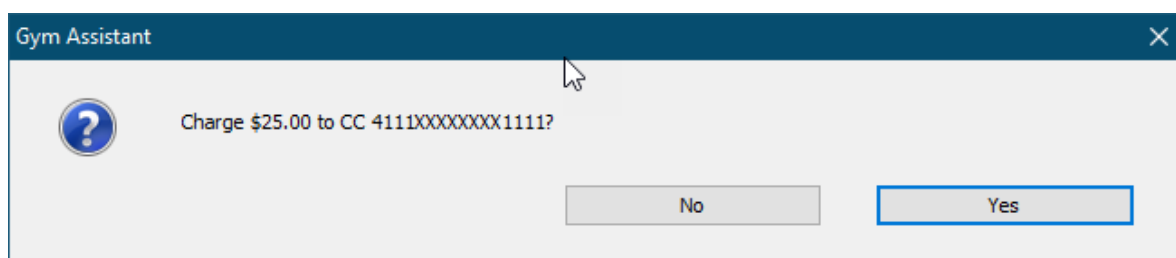 Gym Assistant
Charge $25.00 to CC 4111XXXXXXXX1111?
No
Yes